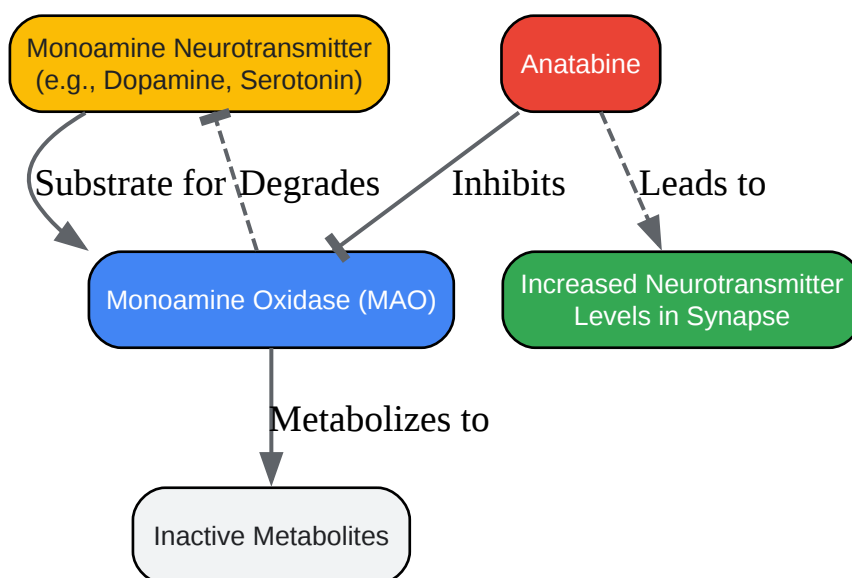 Monoamine Neurotransmitter
(e.g., Dopamine, Serotonin)
Anatabine
Substrate for
Degrades
Inhibits
Leads to
Monoamine Oxidase (MAO)
Increased Neurotransmitter
Levels in Synapse
Metabolizes to
Inactive Metabolites